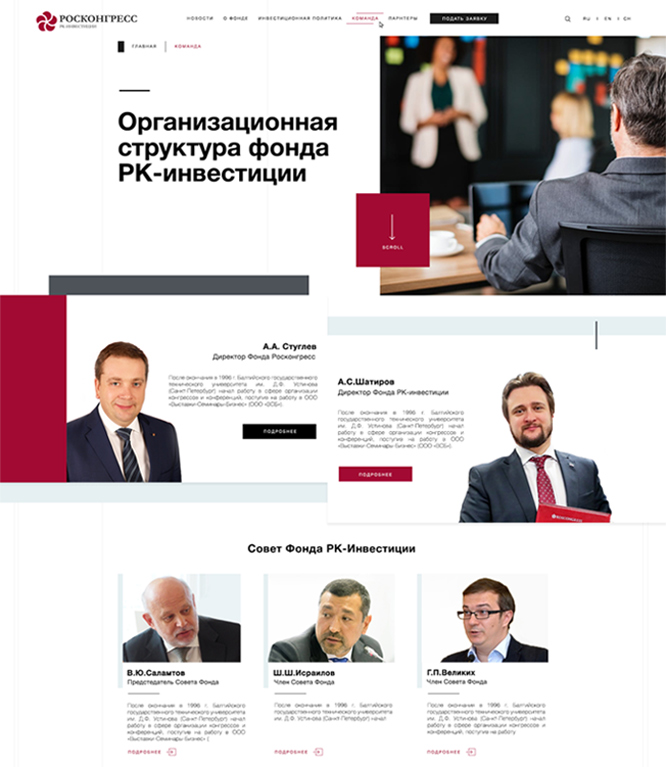 РОСКОНГРЕСС
РК-ИНВЕСТИЦИИ
НОВОСТИ О ФОНДЕ ИНВЕСТИЦИОННАЯ ПОЛИТИКА КОМАНДА ПАРНТЕРЫ ПОДАТЬ ЗАЯВКУ RU EN CH
ГЛАВНАЯ КОМАНДА
Организационная
структура фонда
РК-инвестиции
SCROLL
А.А. Стуглев
Директор Фонда Росконгресс
После окончания в 1996 г. Балтийского государственного
технического университета им. Д.Ф. Устинова
(Санкт-Петербург) начал работу в сфере организации
конгрессов и конференций, поступив на работу в ООО
«Выставки-Семинары-Бизнес» (ООО «ВСБ»).
ПОДРОБНЕЕ
А.С.Шатиров
Директор Фонда РК-инвестиции
После окончания в 1996 г. Балтийского
государственного технического университета
им. Д.Ф. Устинова (Санкт-Петербург) начал
работу в сфере организации конгрессов и
конференций, поступив на работу в ООО
«Выставки-Семинары-Бизнес» (ООО «ВСБ»).
ПОДРОБНЕЕ
РОСКОНГРЕСС
Совет Фонда РК-Инвестиции
В.Ю.Саламтов
Председатель Совета Фонда
После окончания в 1996 г. Балтийского
государственного технического университета
им. Д.Ф. Устинова (Санкт-Петербург) начал
работу в сфере организации конгрессов и
конференций, поступив на работу в ООО
«Выставки-Семинары-Бизнес» (
ПОДРОБНЕЕ
Ш.Ш.Исраилов
Член Совета Фонда
После окончания в 1996 г. Балтийского
государственного технического университета
им. Д.Ф. Устинова (Санкт-Петербург) начал
ПОДРОБНЕЕ
Г.П.Великих
Член Совета Фонда
После окончания в 1996 г. Балтийского
государственного технического университета
им. Д.Ф. Устинова (Санкт-Петербург) начал
работу в сфере организации конгрессов и
конференций, поступив на работу
ПОДРОБНЕЕ